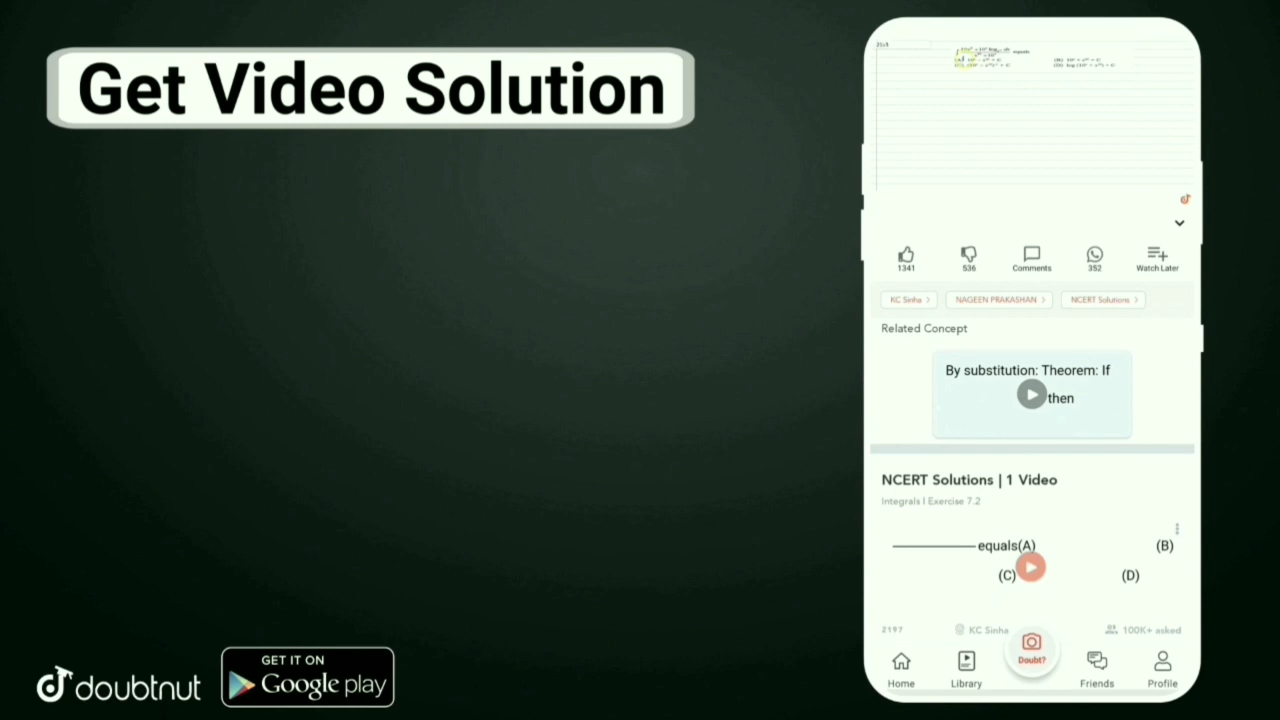 Get Video Solution
equals
1341
536
Comments
352
Watch Later
KC Sinha >
NAGEEN PRAKASHAN >
NCERT Solutions >
Related Concept
By substitution: Theorem: If
then
NCERT Solutions | 1 Video
Integrals | Exercise 7.2
equals(A) (B)
(C) (D)
2197 KC Sinha 100K+ asked
Doubt?
Home Library Friends Profile
doubtnut
GET IT ON
Google play